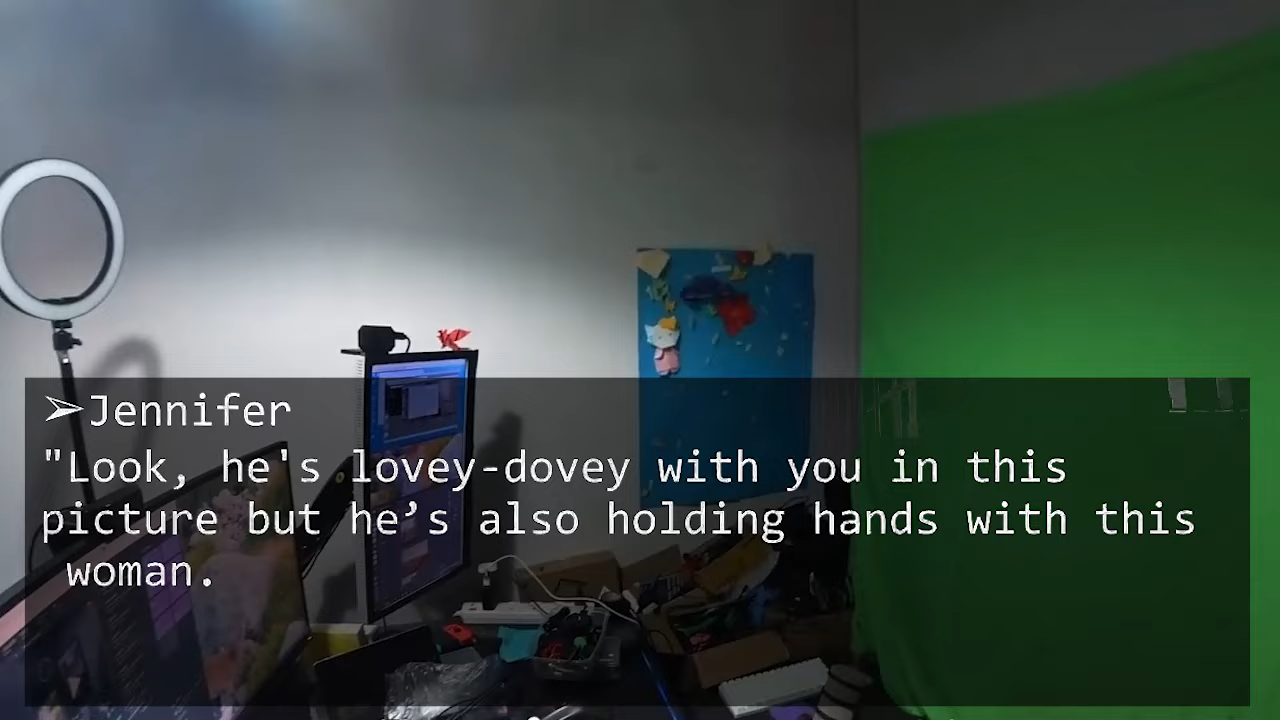 ➢Jennifer
"Look, he's lovey-dovey with you in this
picture but he’s also holding hands with this
woman.